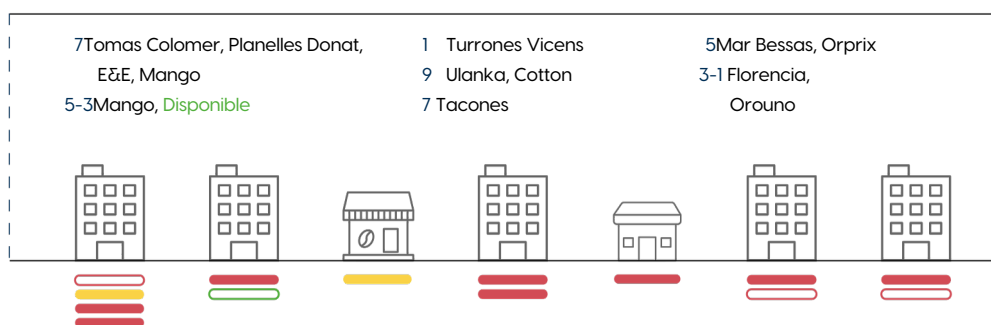 7Tomas Colomer, Planelles Donat,
E&E, Mango
5-3Mango, Disponible
1 Turrones Vicens
9 Ulanka, Cotton
7 Tacones
5Mar Bessas, Orprix
3-1 Florencia,
Orouno